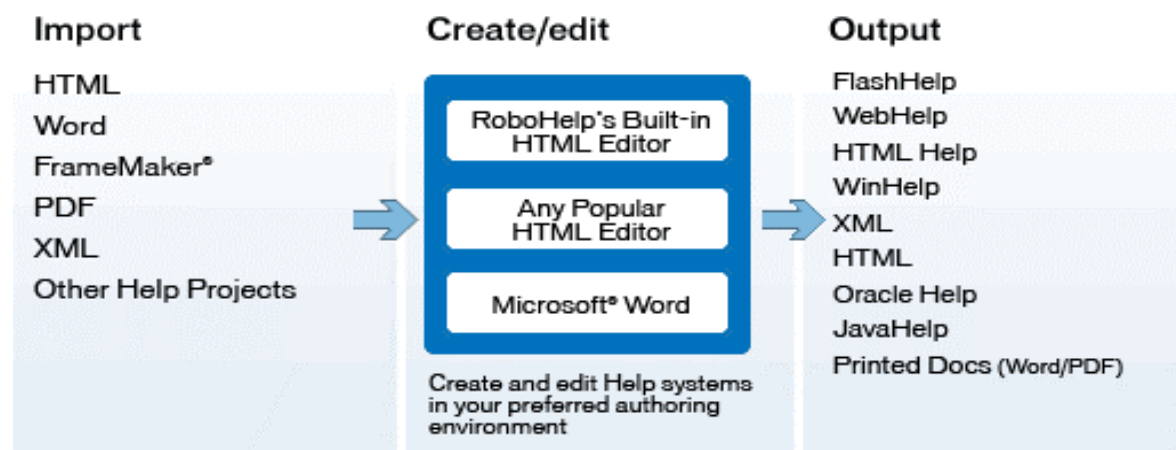 Import
HTML
Word
FrameMaker®
PDF
XML
Other Help Projects
Create/edit
RoboHelp's Built-in
HTML Editor
Any Popular
HTML Editor
Microsoft® Word
Create and edit Help systems
in your preferred authoring
environment
Output
FlashHelp
WebHelp
HTML Help
WinHelp
XML
HTML
Oracle Help
JavaHelp
Printed Docs (Word/PDF)